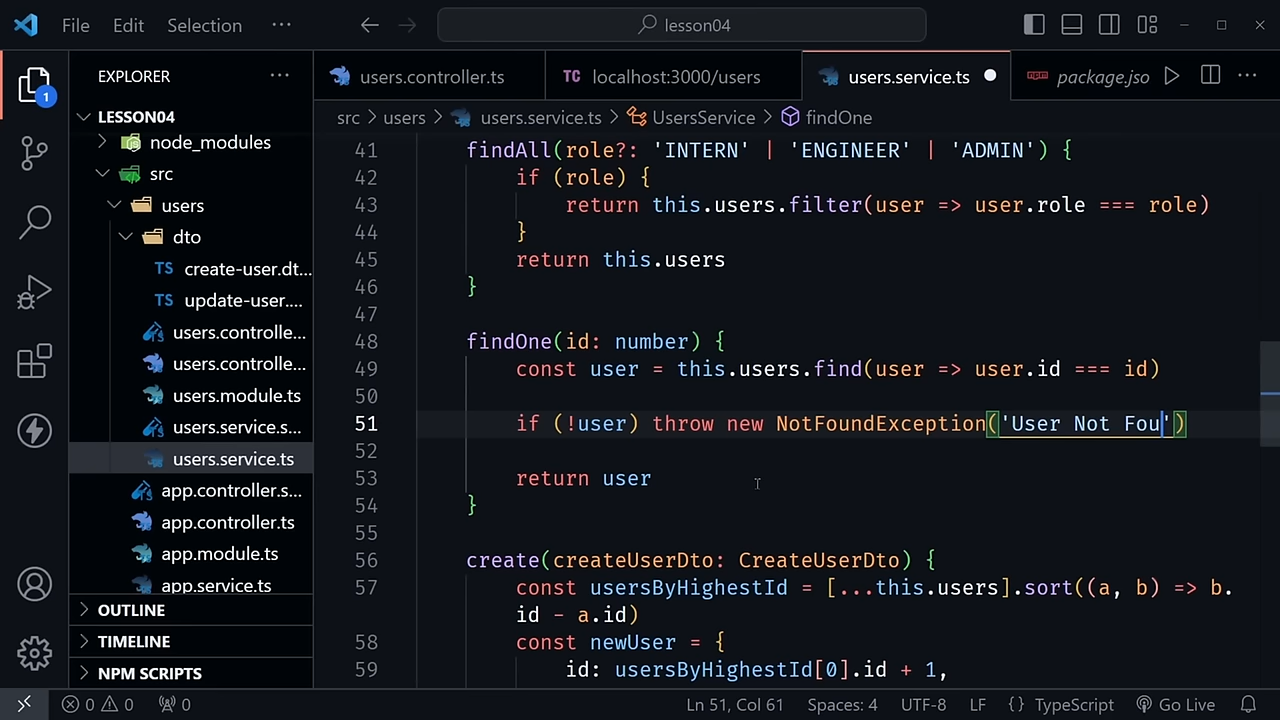 File Edit Selection ··· lesson04
EXPLORER ···
1
LESSON04
node_modules
src
users
dto
TS create-user.dt...
TS update-user....
users.controlle...
users.controlle...
users.module.ts
users.service.s...
users.service.ts
app.controller.s...
app.controller.ts
app.module.ts
app.service.ts
OUTLINE
TIMELINE
NPM SCRIPTS
users.controller.ts TC localhost:3000/users users.service.ts package.jso ···
src > users > users.service.ts > UsersService > findOne
41 findAll(role?: 'INTERN' | 'ENGINEER' | 'ADMIN') {
42 if (role) {
43 return this.users.filter(user => user.role === role)
44 }
45 return this.users
46 }
47
48 findOne(id: number) {
49 const user = this.users.find(user => user.id === id)
50
51 if (!user) throw new NotFoundException('User Not Fou')
52
53 return user
54 }
55
56 create(createUserDto: CreateUserDto) {
57 const usersByHighestId = [...this.users].sort((a, b) => b.
id - a.id)
58 const newUser = {
59 id: usersByHighestId[0].id + 1,
0 0 0 Ln 51, Col 61 Spaces: 4 UTF-8 LF {} TypeScript Go Live